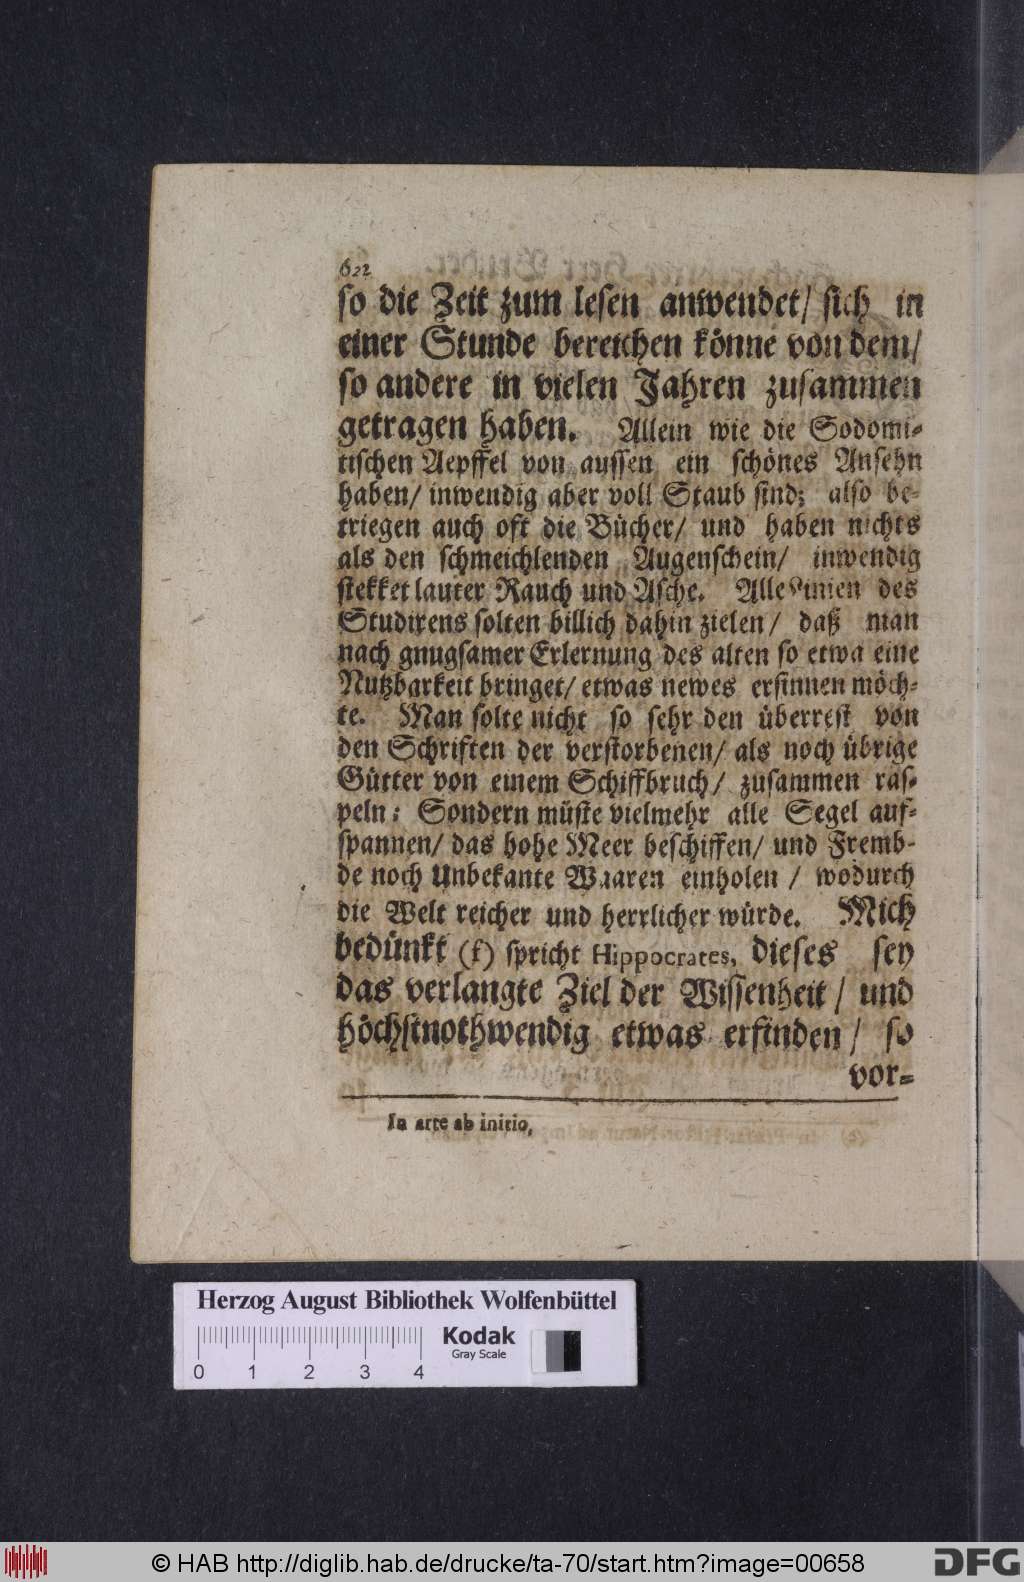 622
so die Zeit zum lesen anwendet/ sich in
einer Stunde bereichen könne von dem/
so andere in vielen Jahren zusammen
getragen haben. Allein wie die Sodomi-
tischen Aepffel von aussen ein schönes Ansehn
haben/ inwendig aber voll Staub sind; also be-
triegen auch oft die Bücher/ und haben nichts
als den schmeichlenden Augenschein/ inwendig
stekket lauter Rauch und Asche. Alle Linien des
Studirens solten billich dahin zielen/ daß man
nach gnugsamer Erlernung des alten so etwa eine
Nutzbarkeit bringet/ etwas newes ersinnen möch-
te. Man solte nicht so sehr den überrest von
den Schriften der verstorbenen/ als noch übrige
Gütter von einem Schiffbruch/ zusammen ras-
peln: Sondern müste vielmehr alle Segel auf-
spannen/ das hohe Meer beschiffen/ und Fremb-
de noch Unbekante Waaren einholen / wodurch
die Welt reicher und herrlicher würde. Mich
bedünkt (f) spricht Hippocrates, dieses sey
das verlangte Ziel der Wissenheit / und
höchstnothwendig etwas erfinden / so
vor-
In arte ab initio,
Herzog August Bibliothek Wolfenbüttel
Kodak
Gray Scale
0 1 2 3 4
© HAB http://diglib.hab.de/drucke/ta-70/start.htm?image=00658
DFG